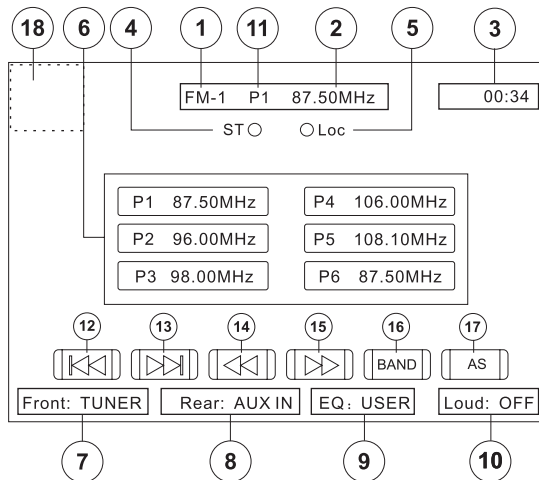 18 6 4 1 11 2 5 3
FM-1 P1 87.50MHz 00:34
ST Loc
P1 87.50MHz P4 106.00MHz
P2 96.00MHz P5 108.10MHz
P3 98.00MHz P6 87.50MHz
12 13 14 15 16 17
BAND AS
Front: TUNER Rear: AUX IN EQ: USER Loud: OFF
7 8 9 10